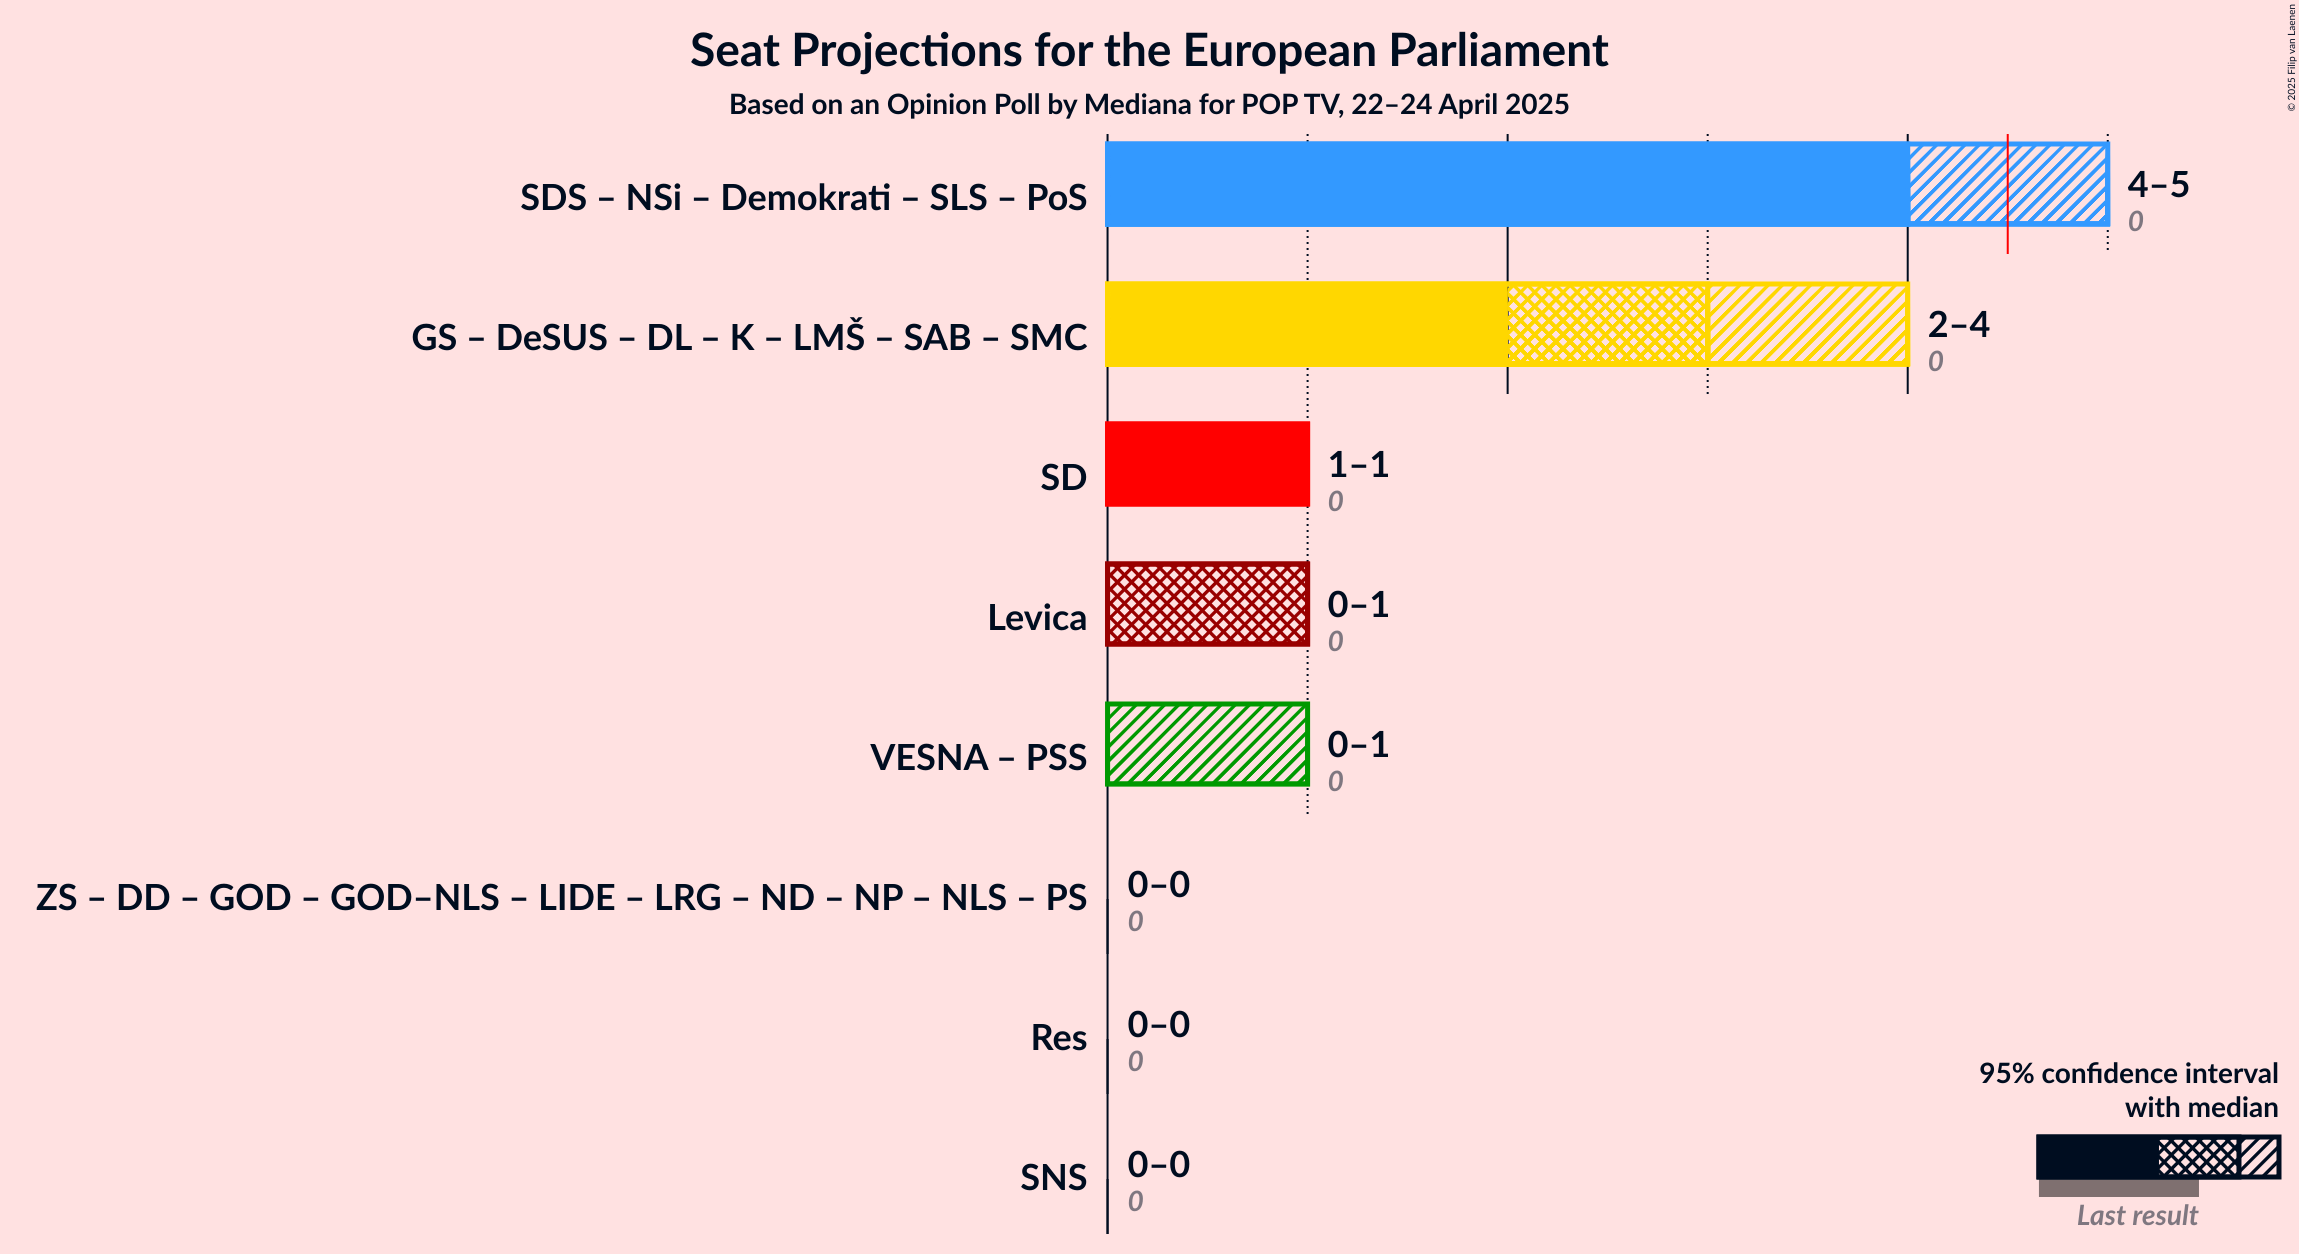 Seat Projections for the European Parliament
Based on an Opinion Poll by Mediana for POP TV, 22–24 April 2025
© 2025 Filip van Laenen
SDS – NSi – Demokrati – SLS – PoS
4–5
0
GS – DeSUS – DL – K – LMŠ – SAB – SMC
2–4
0
SD
1–1
0
Levica
0–1
0
VESNA – PSS
0–1
0
ZS – DD – GOD – GOD–NLS – LIDE – LRG – ND – NP – NLS – PS
0–0
0
Res
0–0
0
SNS
0–0
0
95% confidence interval
with median
Last result